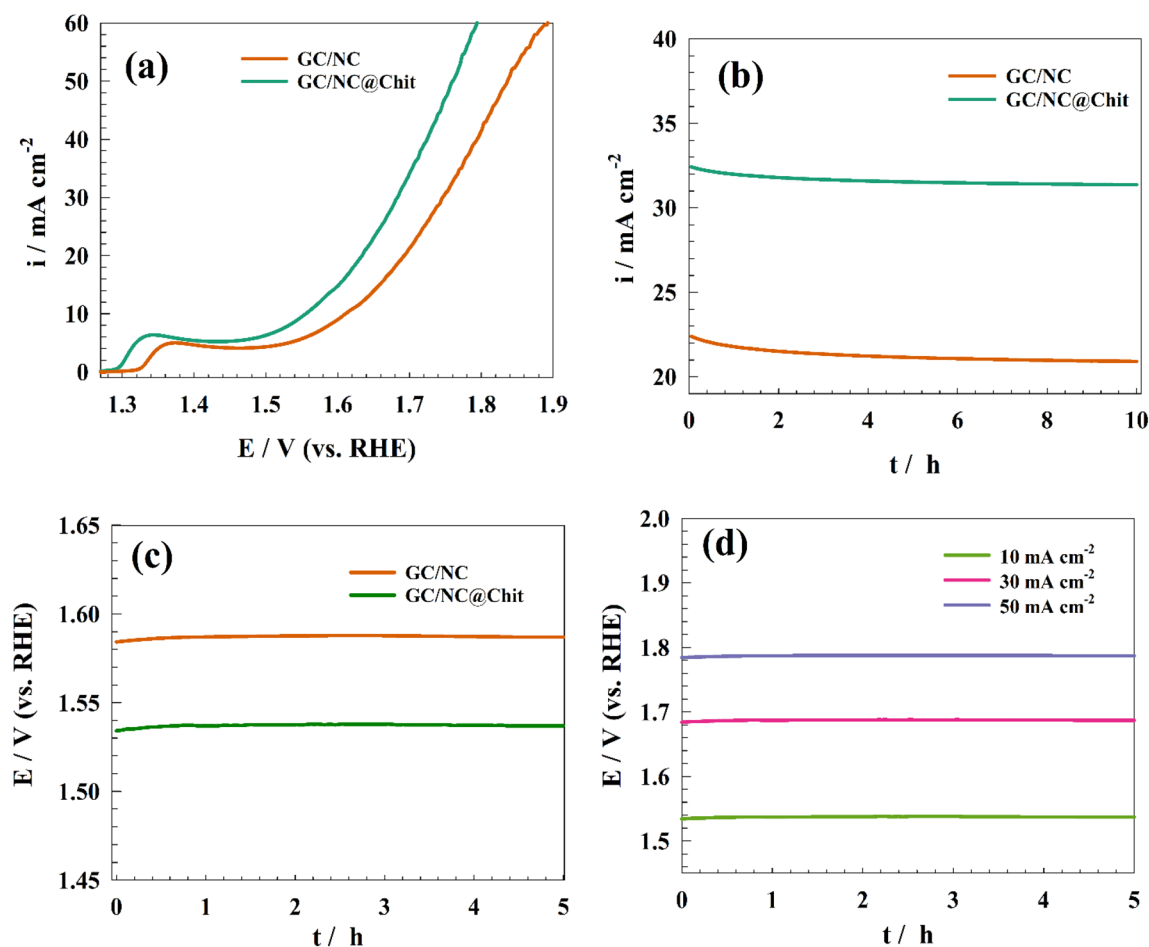 (a)
GC/NC
GC/NC@Chit
60
50
40
30
20
10
0
i / mA cm⁻²
1.3 1.4 1.5 1.6 1.7 1.8 1.9
E / V (vs. RHE)
(b)
GC/NC
GC/NC@Chit
40
38
35
33
30
28
25
22
20
i / mA cm⁻²
0 2 4 6 8 10
t / h
(c)
GC/NC
GC/NC@Chit
1.65
1.60
1.55
1.50
1.45
E / V (vs. RHE)
0 1 2 3 4 5
t / h
(d)
10 mA cm⁻²
30 mA cm⁻²
50 mA cm⁻²
2.0
1.9
1.8
1.7
1.6
1.5
E / V (vs. RHE)
0 1 2 3 4 5
t / h